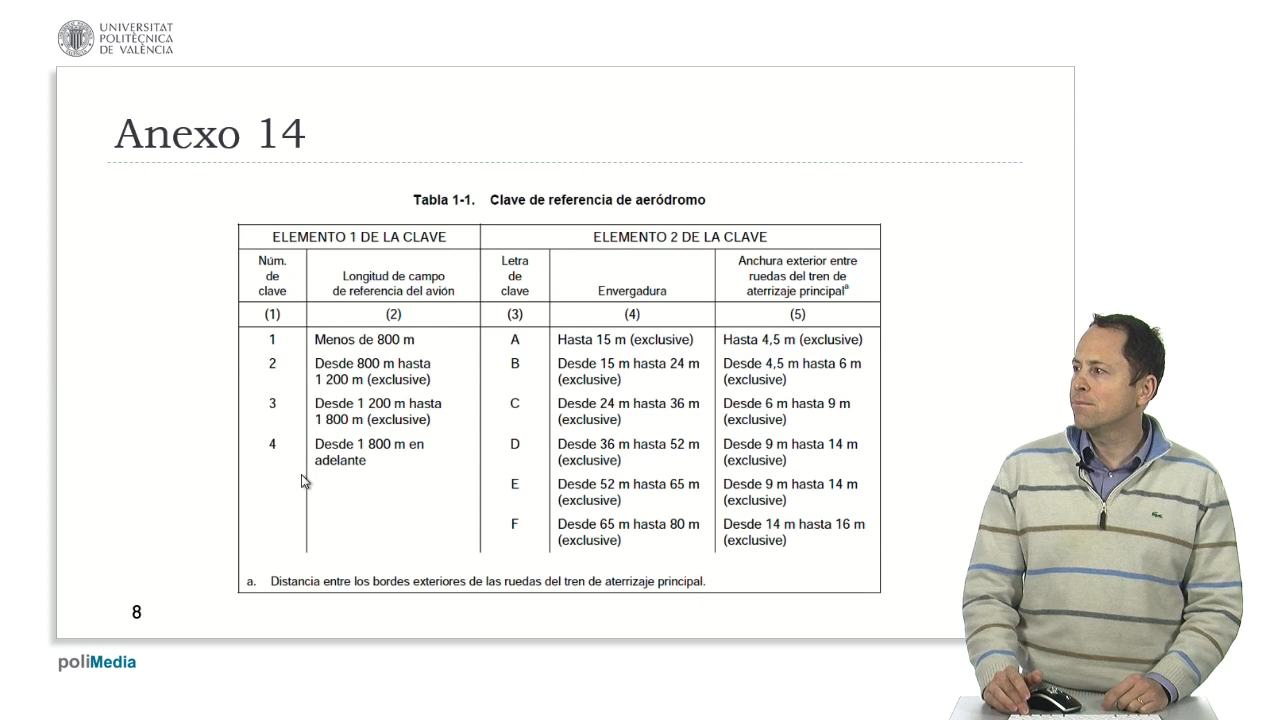 UNIVERSITAT
POLITÈCNICA
DE VALÈNCIA
Anexo 14
Tabla 1-1. Clave de referencia de aeródromo
ELEMENTO 1 DE LA CLAVE
ELEMENTO 2 DE LA CLAVE
Núm.
de
clave
Longitud de campo
de referencia del avión
Letra
de
clave
Envergadura
Anchura exterior entre
ruedas del tren de
aterrizaje principal a
(1) (2) (3) (4) (5)
1 Menos de 800 m A Hasta 15 m (exclusive) Hasta 4,5 m (exclusive)
2 Desde 800 m hasta B Desde 15 m hasta 24 m Desde 4,5 m hasta 6 m
1 200 m (exclusive) (exclusive) (exclusive)
3 Desde 1 200 m hasta C Desde 24 m hasta 36 m Desde 6 m hasta 9 m
1 800 m (exclusive) (exclusive) (exclusive)
4 Desde 1 800 m en D Desde 36 m hasta 52 m Desde 9 m hasta 14 m
adelante (exclusive) (exclusive)
E Desde 52 m hasta 65 m Desde 9 m hasta 14 m
(exclusive) (exclusive)
F Desde 65 m hasta 80 m Desde 14 m hasta 16 m
(exclusive) (exclusive)
a. Distancia entre los bordes exteriores de las ruedas del tren de aterrizaje principal.
8
poliMedia